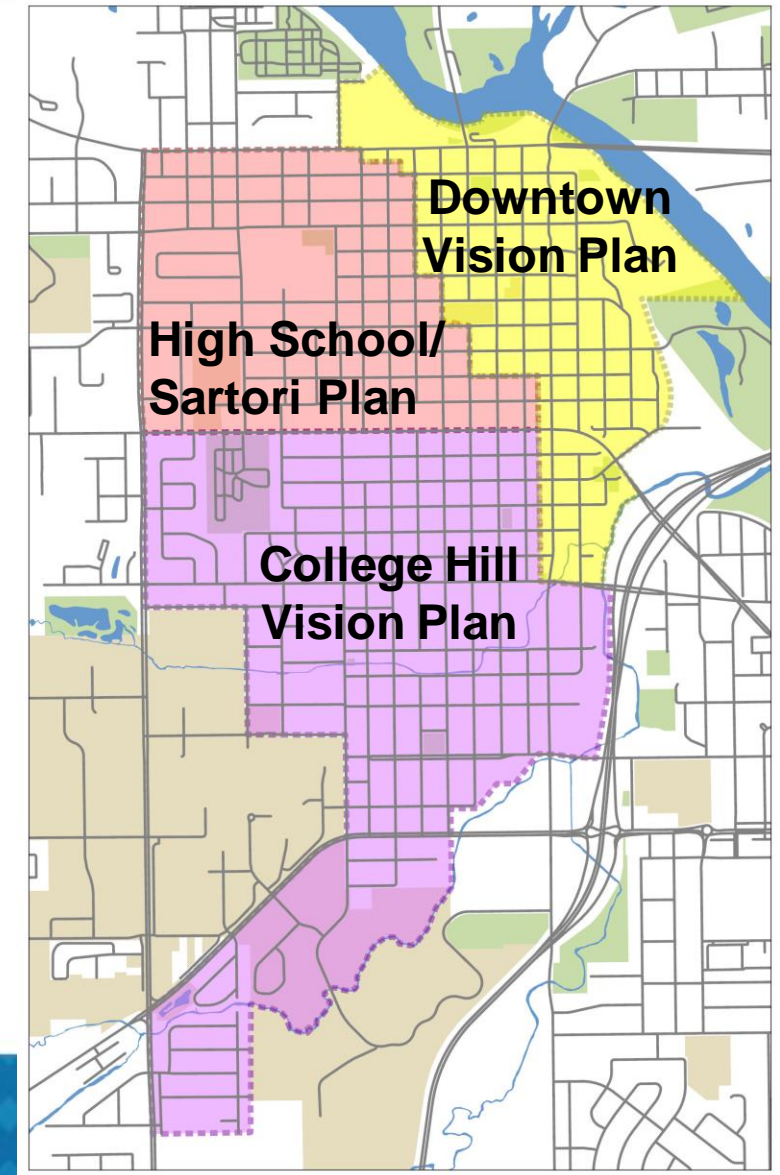 Downtown
Vision Plan
High School/
Sartori Plan
College Hill
Vision Plan